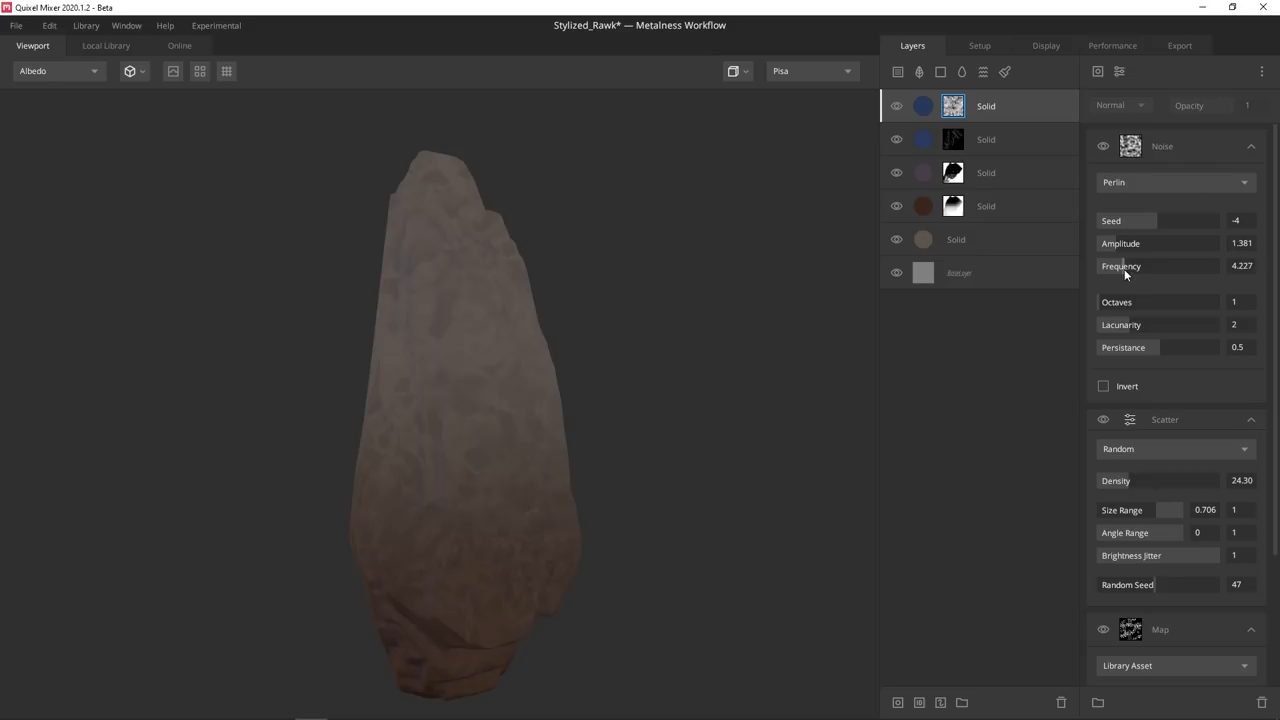 Quixel Mixer 2020.1.2 - Beta
File Edit Library Window Help Experimental
Stylized_Rawk* — Metalness Workflow
Viewport Local Library Online
Layers Setup Display Performance Export
Albedo
Pisa
Normal Opacity 1
Solid
Solid
Solid
Solid
Solid
BaseLayer
Noise
Perlin
Seed -4
Amplitude 1.381
Frequency 4.227
Octaves 1
Lacunarity 2
Persistance 0.5
Invert
Scatter
Random
Density 24.30
Size Range 0.706 1
Angle Range 0 1
Brightness Jitter 1
Random Seed 47
Map
Library Asset